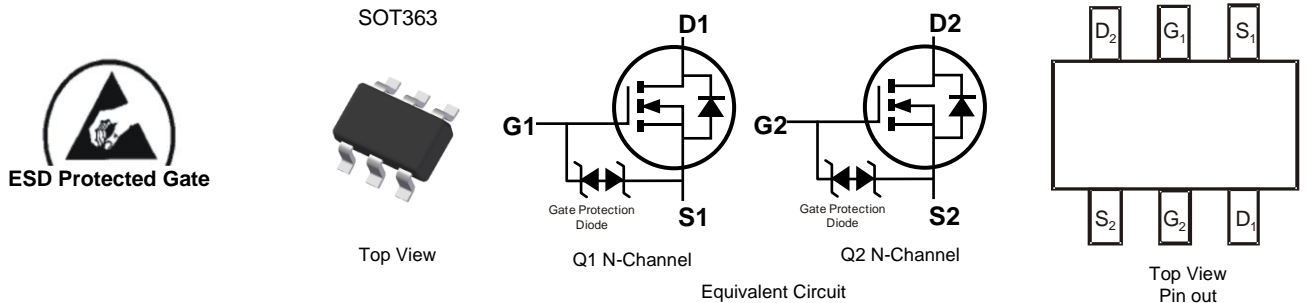 ESD Protected Gate
SOT363
Top View
D1
G1
Gate Protection
Diode
S1
Q1 N-Channel
D2
G2
Gate Protection
Diode
S2
Q2 N-Channel
Equivalent Circuit
D2 G1 S1
S2 G2 D1
Top View
Pin out